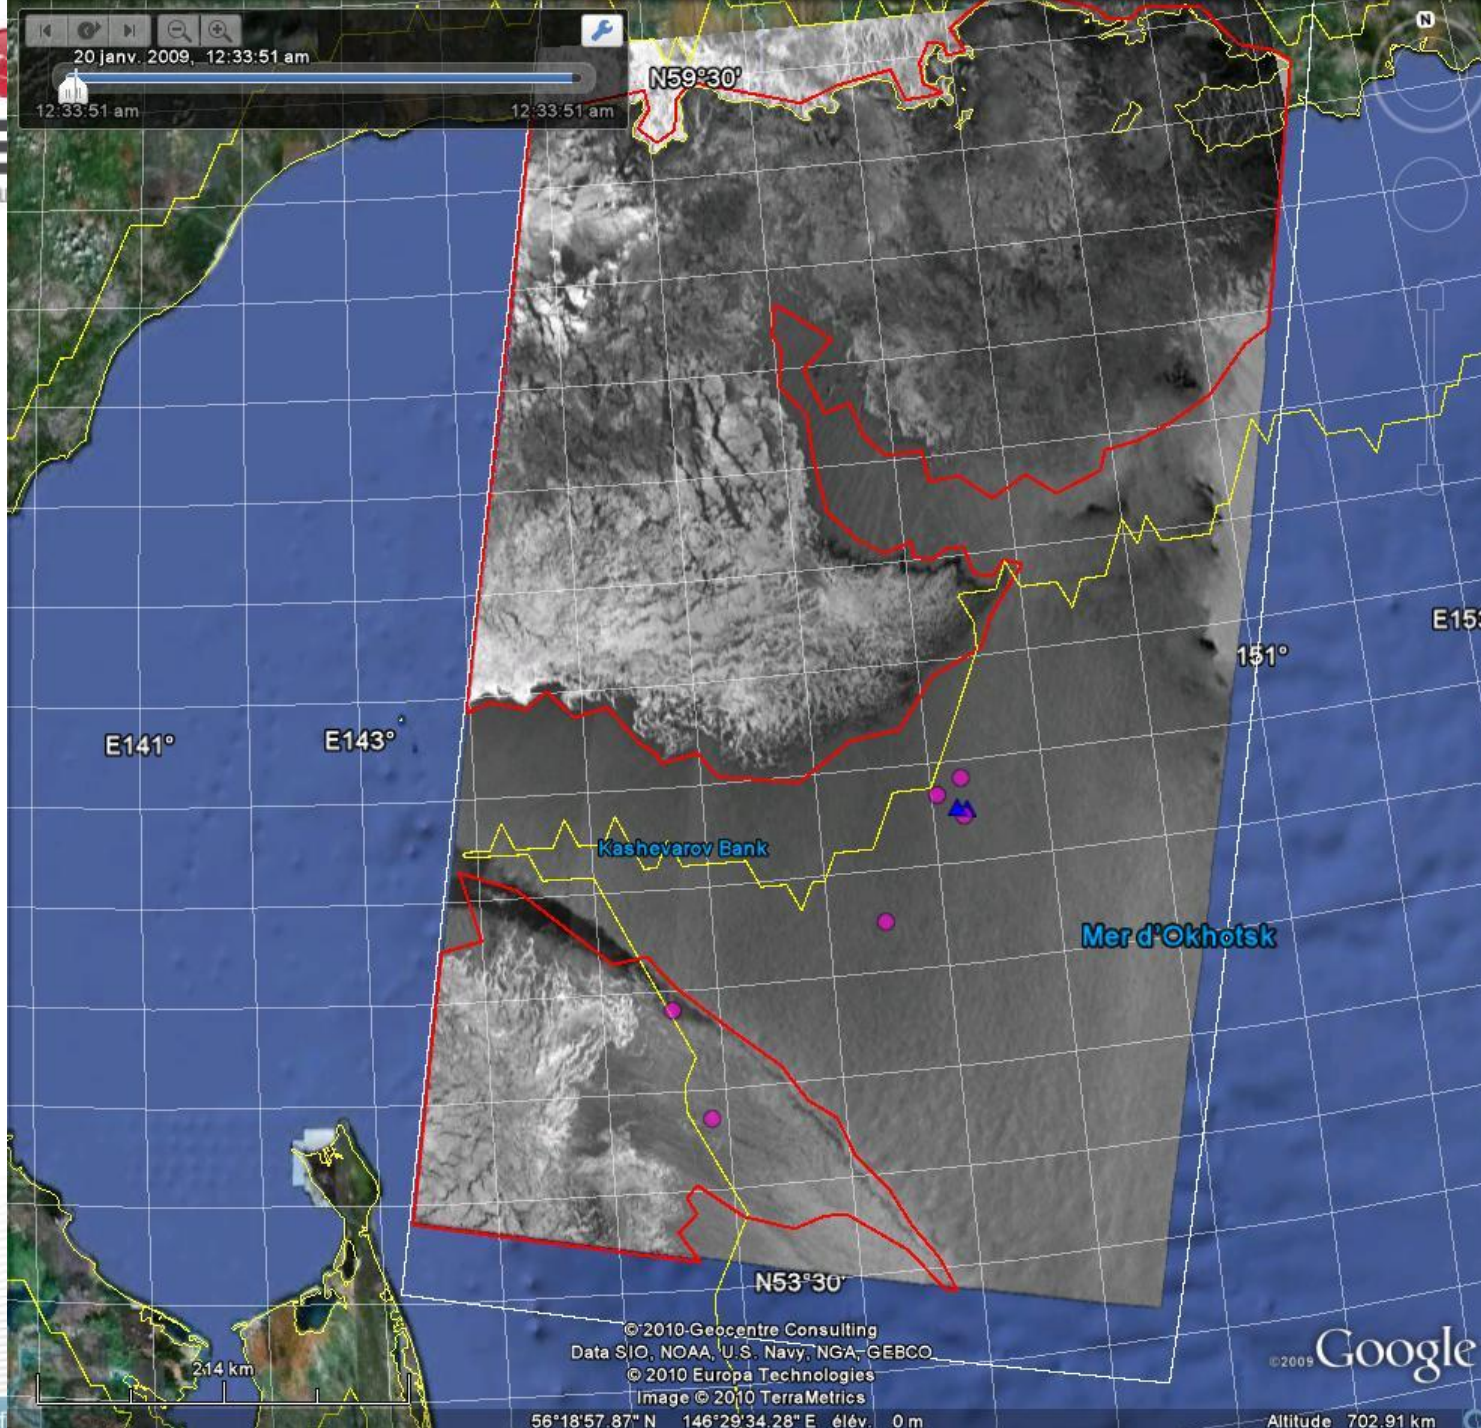 20 janv. 2009, 12:33:51 am
12:33:51 am
12:33:51 am
N
N59°30'
E153
151°
E141°
E143°
Kashevarov Bank
Mer d'Okhotsk
N53°30'
© 2010 Geocentre Consulting
Data SIO, NOAA, U.S. Navy, NGA, GEBCO
© 2010 Europa Technologies
Image © 2010 TerraMetrics
©2009 Google
214 km
56°18'57.87" N 146°29'34.28" E élév. 0 m
Altitude 702.91 km